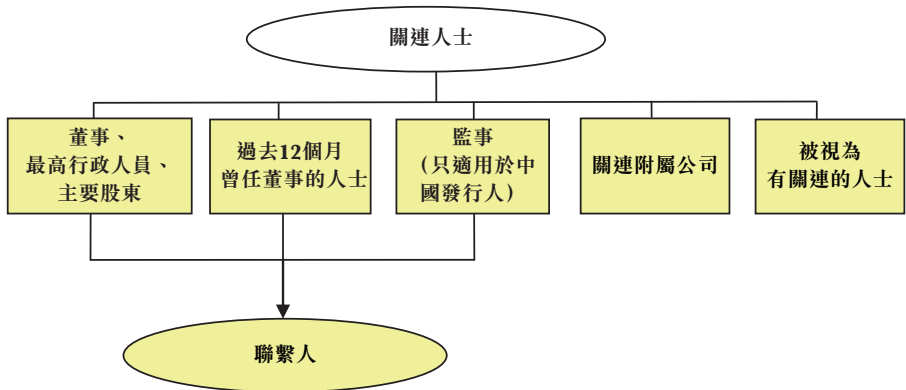 關連人士
董事、
最高行政人員、
主要股東
過去12個月
曾任董事的人士
監事
（只適用於中
國發行人）
關連附屬公司
被視為
有關連的人士
聯繫人